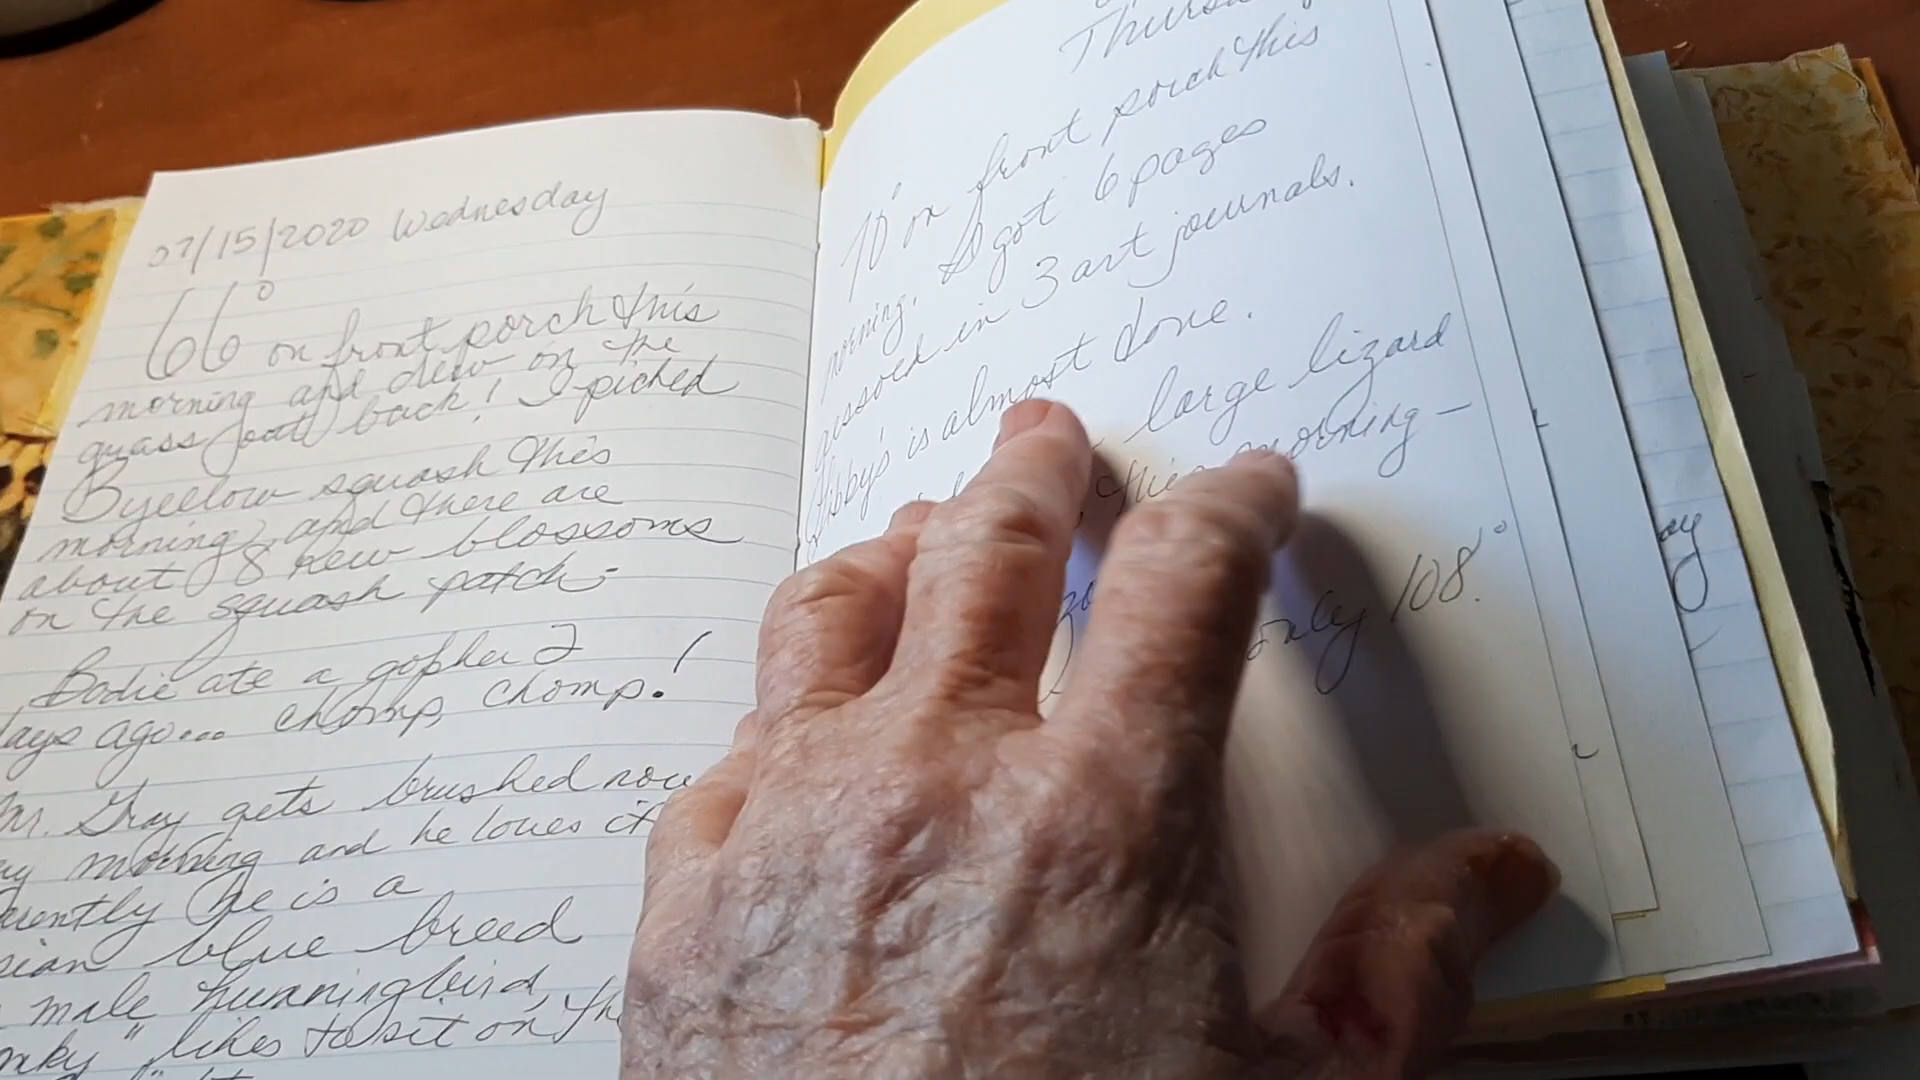 07/15/2020 Wednesday
66° on front porch this
morning and dew on the
grass out back! I picked
8 yellow squash this
morning, and there are
about 8 new blossoms
on the squash patch-
Bodie ate a gopher 2
days ago... chomp, chomp!
Mr. Gray gets brushed now
morning and he loves it
he is a
blue breed
male hummingbird,
likes to sit on
Thurs
70° on front porch this
morning. I got 6 pages
gessoed in 3 art journals.
is almost done.
large lizard
this morning -
only 108°.